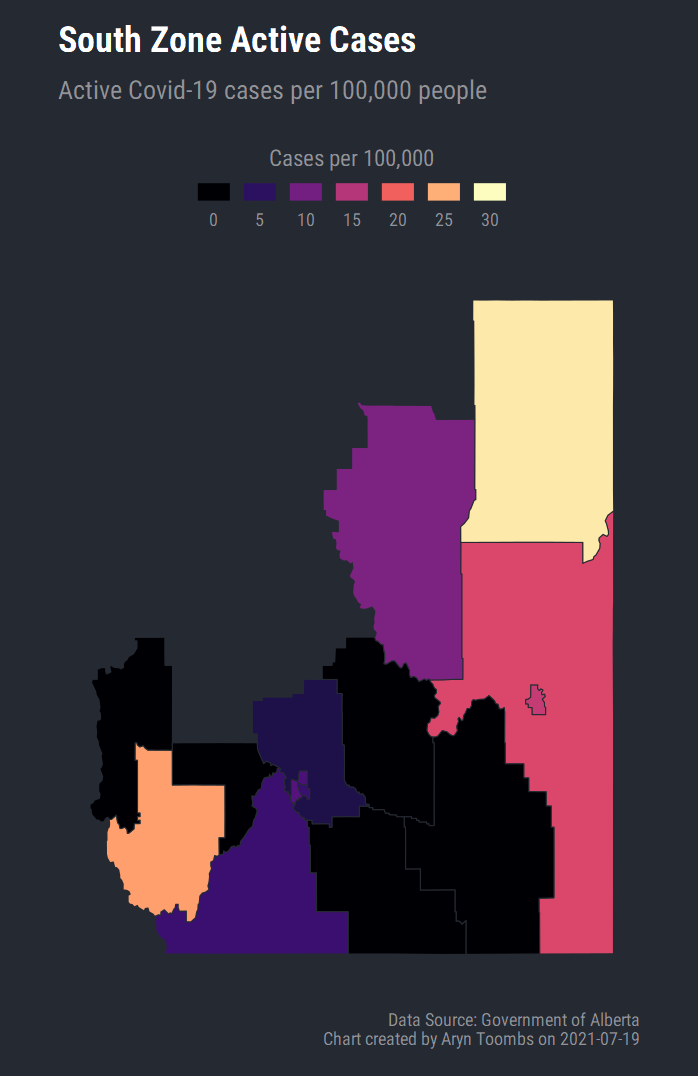 South Zone Active Cases
Active Covid-19 cases per 100,000 people
Cases per 100,000
0 5 10 15 20 25 30
Data Source: Government of Alberta
Chart created by Aryn Toombs on 2021-07-19